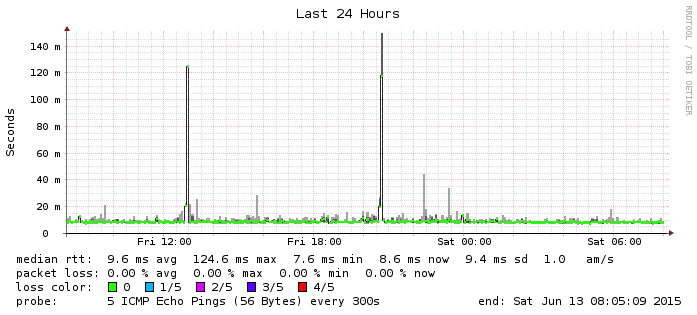 Last 24 Hours
RRDTOOL / TOBI OETIKER
Seconds
140 m
120 m
100 m
80 m
60 m
40 m
20 m
0
Fri 12:00 Fri 18:00 Sat 00:00 Sat 06:00
median rtt: 9.6 ms avg 124.6 ms max 7.6 ms min 8.6 ms now 9.4 ms sd 1.0 am/s
packet loss: 0.00 % avg 0.00 % max 0.00 % min 0.00 % now
loss color: 0 1/5 2/5 3/5 4/5
probe: 5 ICMP Echo Pings (56 Bytes) every 300s end: Sat Jun 13 08:05:09 2015